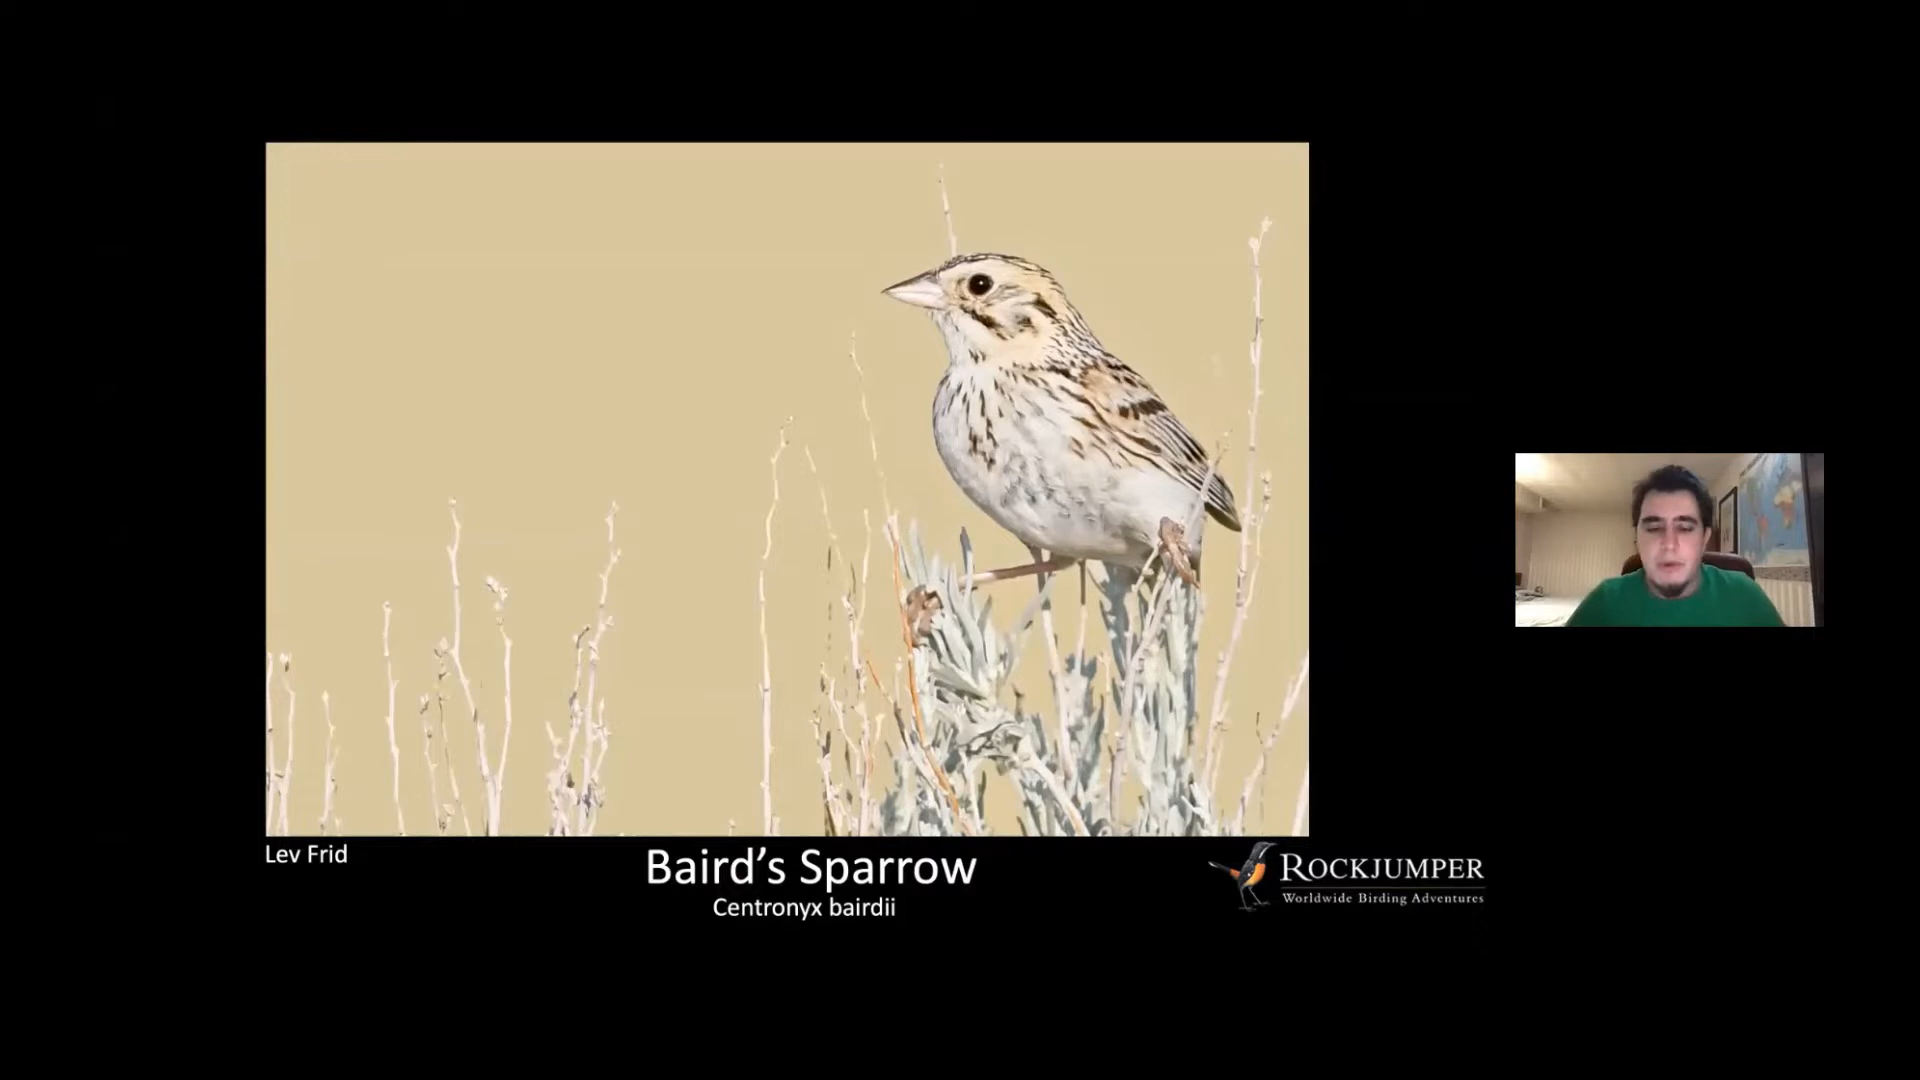 Lev Frid
Baird’s Sparrow
Centronyx bairdii
ROCKJUMPER
Worldwide Birding Adventures